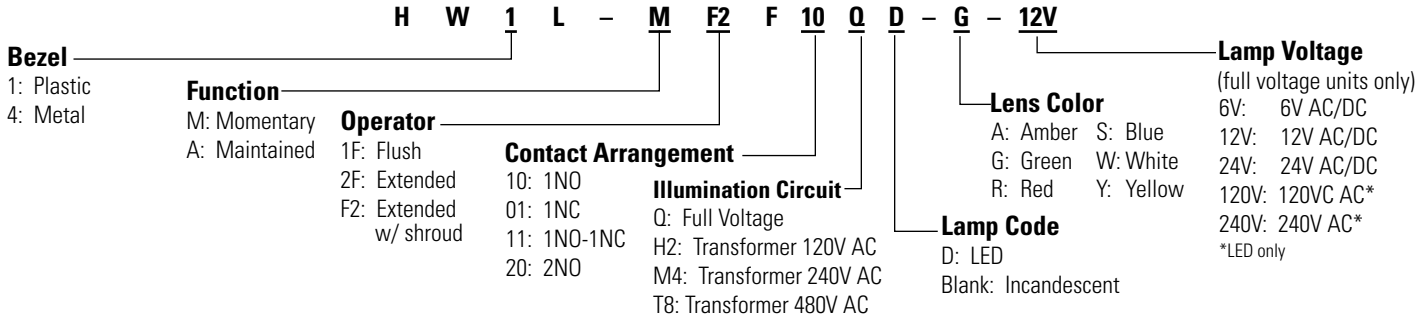 H W 1 L – M F2 F 10 Q D – G – 12V
Bezel
1: Plastic
4: Metal
Function
M: Momentary
A: Maintained
Operator
1F: Flush
2F: Extended
F2: Extended
w/ shroud
Contact Arrangement
10: 1NO
01: 1NC
11: 1NO-1NC
20: 2NO
Illumination Circuit
Q: Full Voltage
H2: Transformer 120V AC
M4: Transformer 240V AC
T8: Transformer 480V AC
Lamp Code
D: LED
Blank: Incandescent
Lens Color
A: Amber S: Blue
G: Green W: White
R: Red Y: Yellow
Lamp Voltage
(full voltage units only)
6V: 6V AC/DC
12V: 12V AC/DC
24V: 24V AC/DC
120V: 120VC AC*
240V: 240V AC*
*LED only